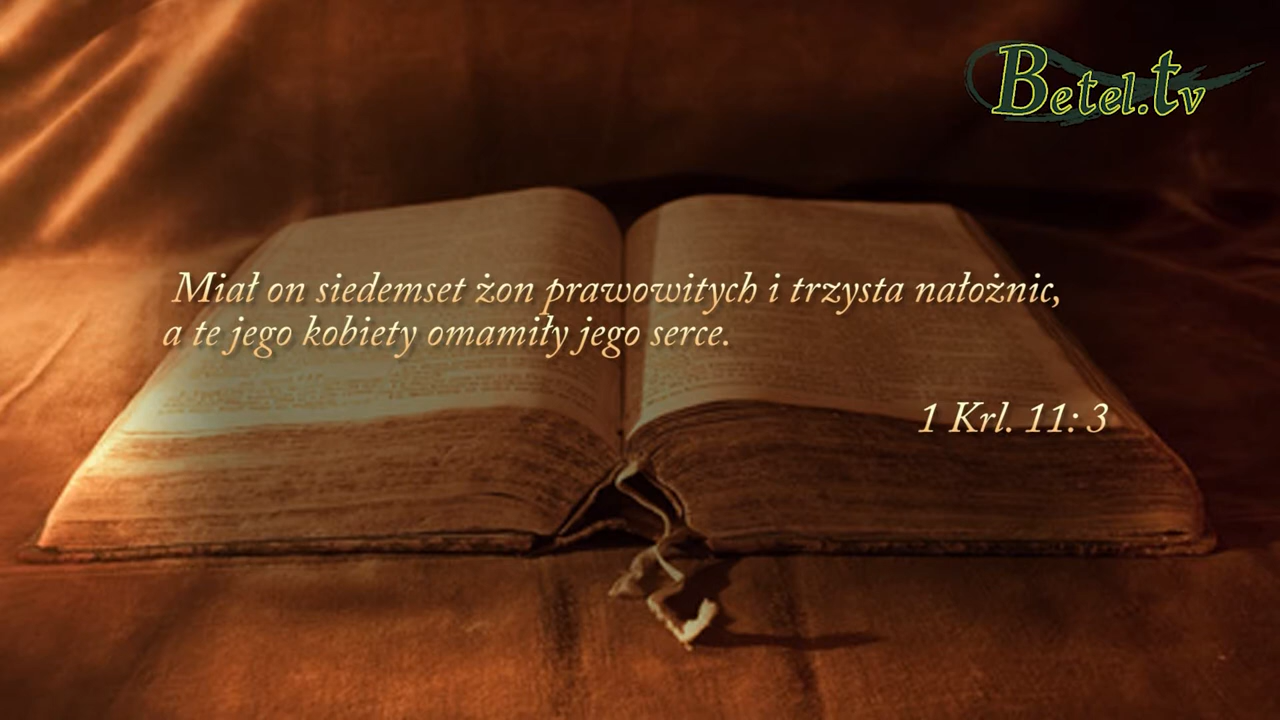 Betel.tv
Miał on siedemset żon prawowitych i trzysta nałożnic,
a te jego kobiety omamiły jego serce.
1 Krl. 11: 3